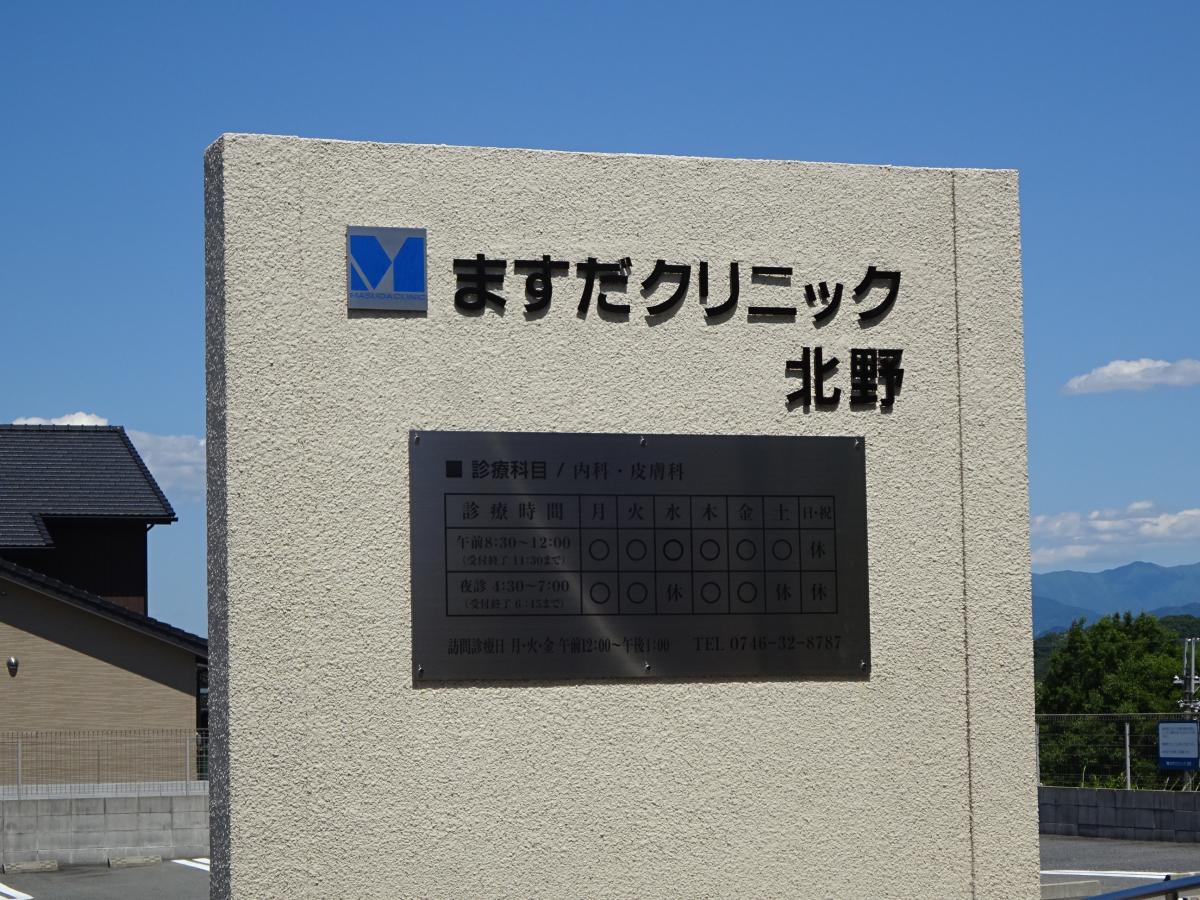 MASUDA CLINIC
ますだクリニック
北野
■ 診療科目 / 内科・皮膚科
診療時間 月 火 水 木 金 土 日・祝
午前8:30〜12:00 ○ ○ ○ ○ ○ ○ 休
(受付終了 11:30まで)
夜診 4:30〜7:00 ○ ○ 休 ○ ○ 休 休
(受付終了 6:45まで)
訪問診療日 月・火・金 午前12:00〜午後1:00 TEL 0746-32-8787